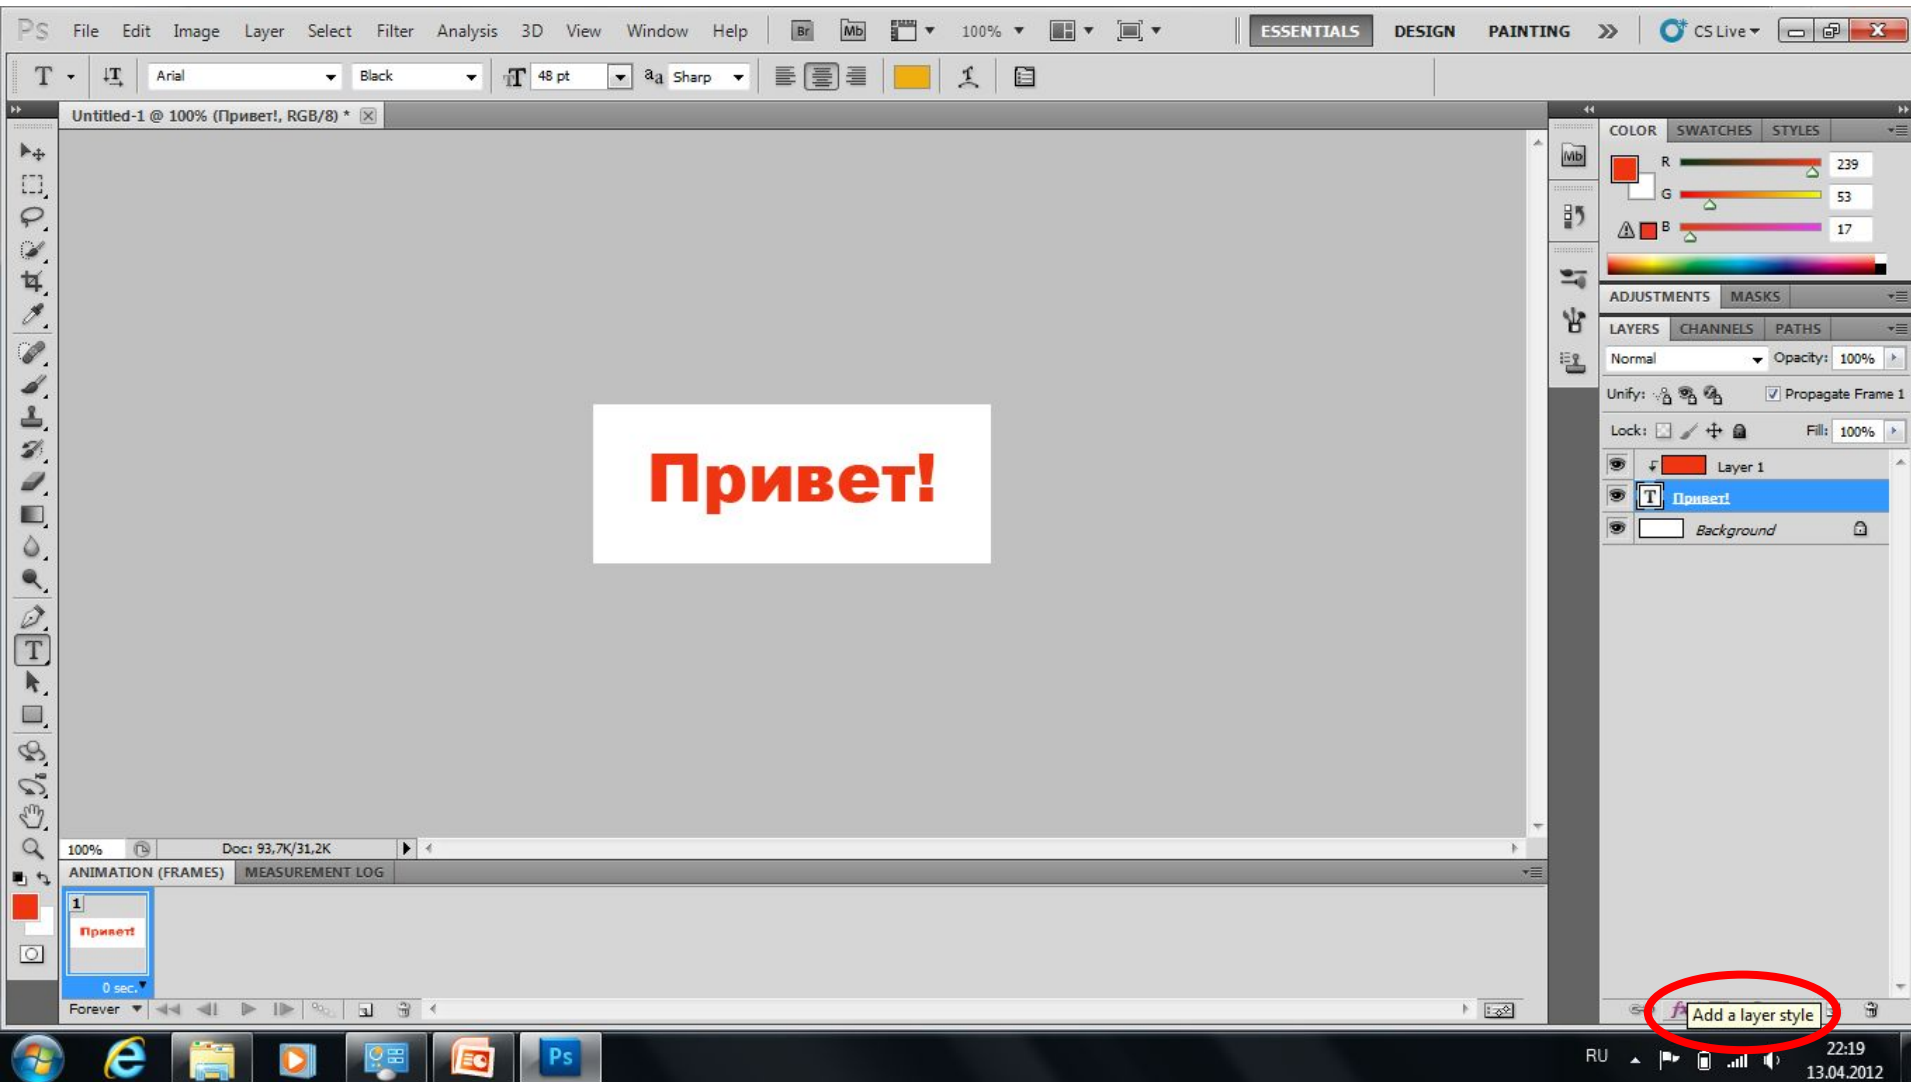 Ps File Edit Image Layer Select Filter Analysis 3D View Window Help Br Mb 100% ESSENTIALS DESIGN PAINTING CS Live
T T Arial Black T 48 pt aa Sharp
Untitled-1 @ 100% (Привет!, RGB/8) *
COLOR SWATCHES STYLES
Mb
R 239
G 53
B 17
ADJUSTMENTS MASKS
LAYERS CHANNELS PATHS
Normal Opacity: 100%
Unify: Propagate Frame 1
Lock: Fill: 100%
Layer 1
T Привет!
Background
Привет!
T
100% Doc: 93,7K/31,2K
ANIMATION (FRAMES) MEASUREMENT LOG
1
Привет!
0 sec.
Forever
Add a layer style
Ps
RU 22:19
13.04.2012